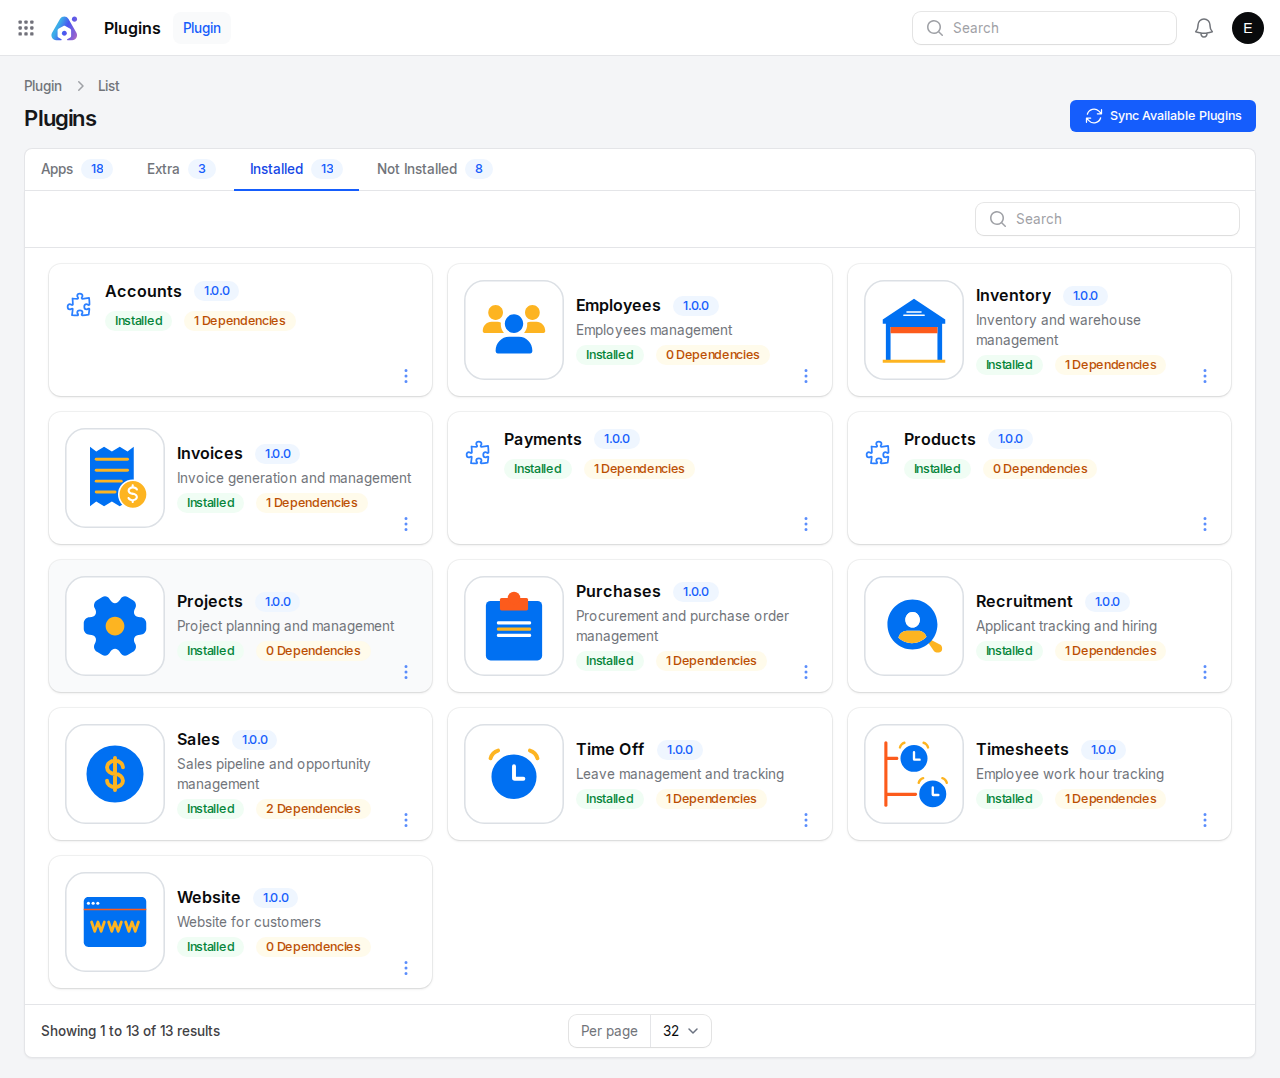 Plugins Plugin Search E
Plugin List
Plugins Sync Available Plugins
Apps 18 Extra 3 Installed 13 Not Installed 8
Search
Accounts 1.0.0
Installed 1 Dependencies
Employees 1.0.0
Employees management
Installed 0 Dependencies
Inventory 1.0.0
Inventory and warehouse
management
Installed 1 Dependencies
Invoices 1.0.0
Invoice generation and management
Installed 1 Dependencies
$
Payments 1.0.0
Installed 1 Dependencies
Products 1.0.0
Installed 0 Dependencies
Projects 1.0.0
Project planning and management
Installed 0 Dependencies
Purchases 1.0.0
Procurement and purchase order
management
Installed 1 Dependencies
Recruitment 1.0.0
Applicant tracking and hiring
Installed 1 Dependencies
$
Sales 1.0.0
Sales pipeline and opportunity
management
Installed 2 Dependencies
Time Off 1.0.0
Leave management and tracking
Installed 1 Dependencies
Timesheets 1.0.0
Employee work hour tracking
Installed 1 Dependencies
www
Website 1.0.0
Website for customers
Installed 0 Dependencies
Showing 1 to 13 of 13 results Per page 32